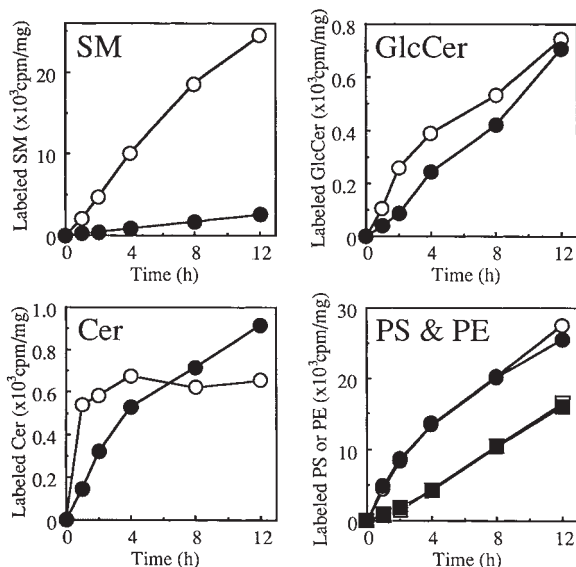 SM
Labeled SM (x10³cpm/mg)
20
10
0
0 4 8 12
Time (h)
GlcCer
Labeled GlcCer (x10³cpm/mg)
0.8
0.6
0.4
0.2
0
0 4 8 12
Time (h)
Cer
Labeled Cer (x10³cpm/mg)
1.0
0.8
0.6
0.4
0.2
0
0 4 8 12
Time (h)
PS & PE
Labeled PS or PE (x10³cpm/mg)
30
20
10
0
0 4 8 12
Time (h)